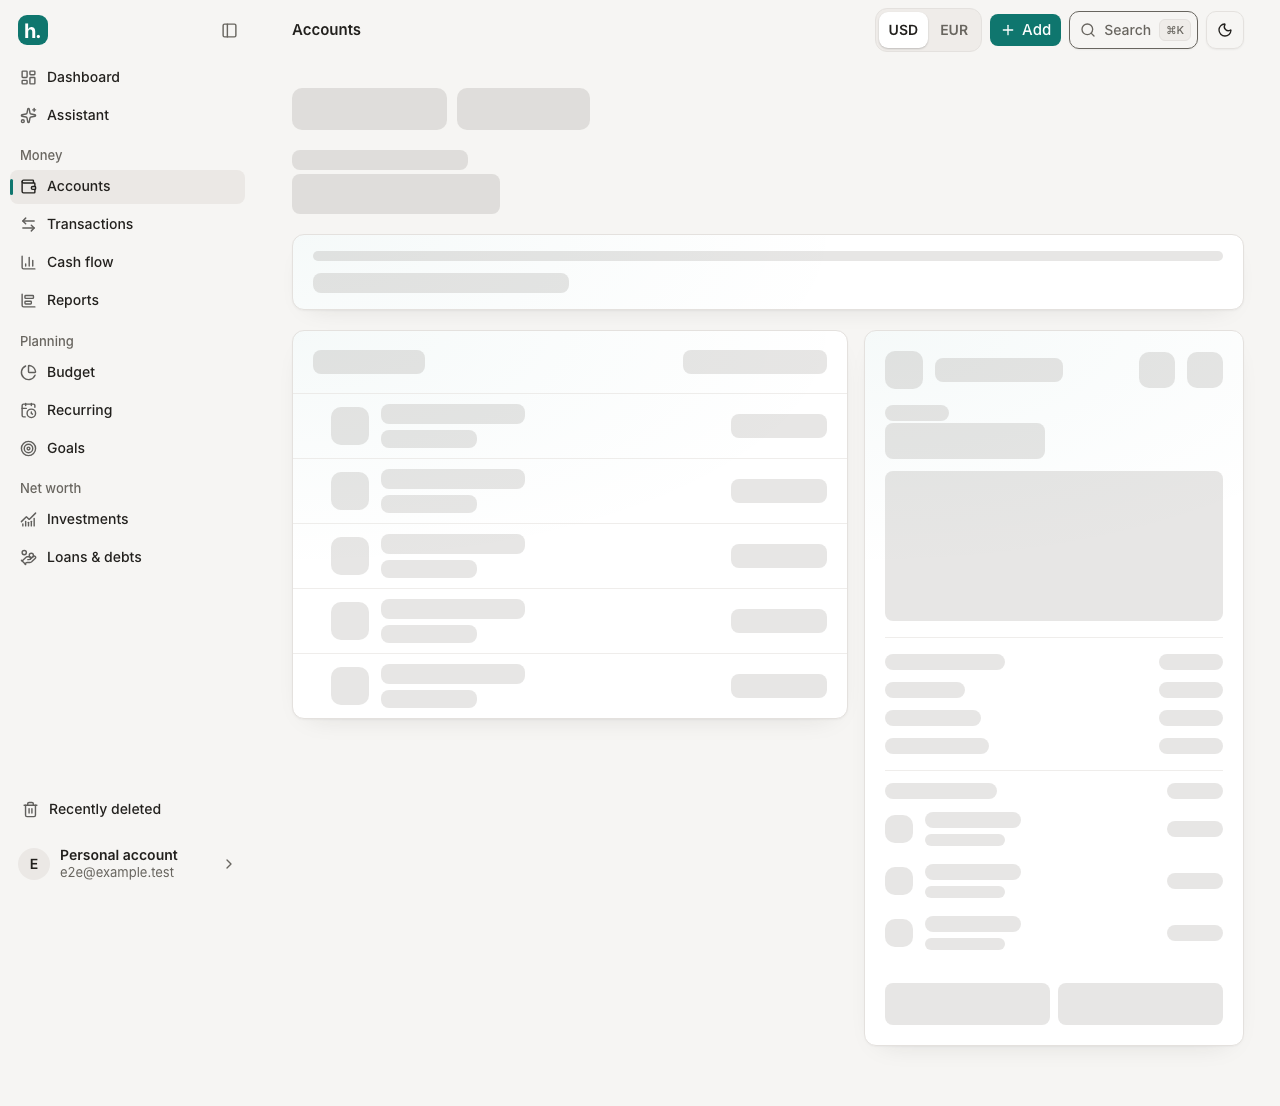 h.
Dashboard
Assistant
Money
Accounts
Transactions
Cash flow
Reports
Planning
Budget
Recurring
Goals
Net worth
Investments
Loans & debts
Recently deleted
E
Personal account
e2e@example.test
Accounts
USD EUR
Add
Search ⌘K